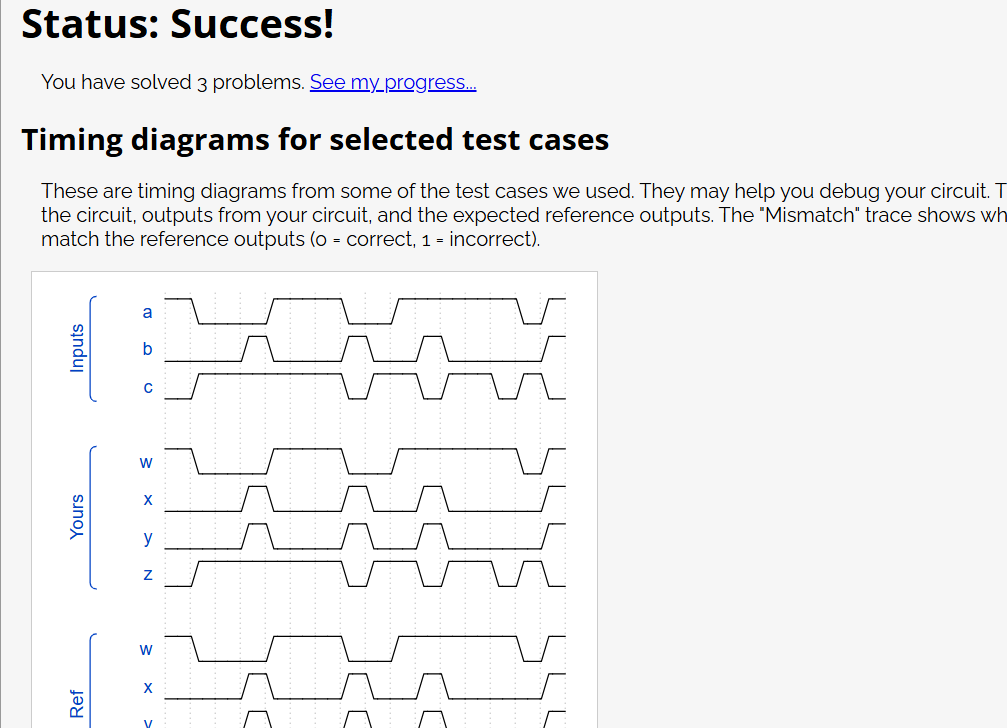 Status: Success!
You have solved 3 problems. See my progress...
Timing diagrams for selected test cases
These are timing diagrams from some of the test cases we used. They may help you debug your circuit. T
the circuit, outputs from your circuit, and the expected reference outputs. The "Mismatch" trace shows wh
match the reference outputs (0 = correct, 1 = incorrect).
Inputs
a
b
c
Yours
w
x
y
z
Ref
w
x
y